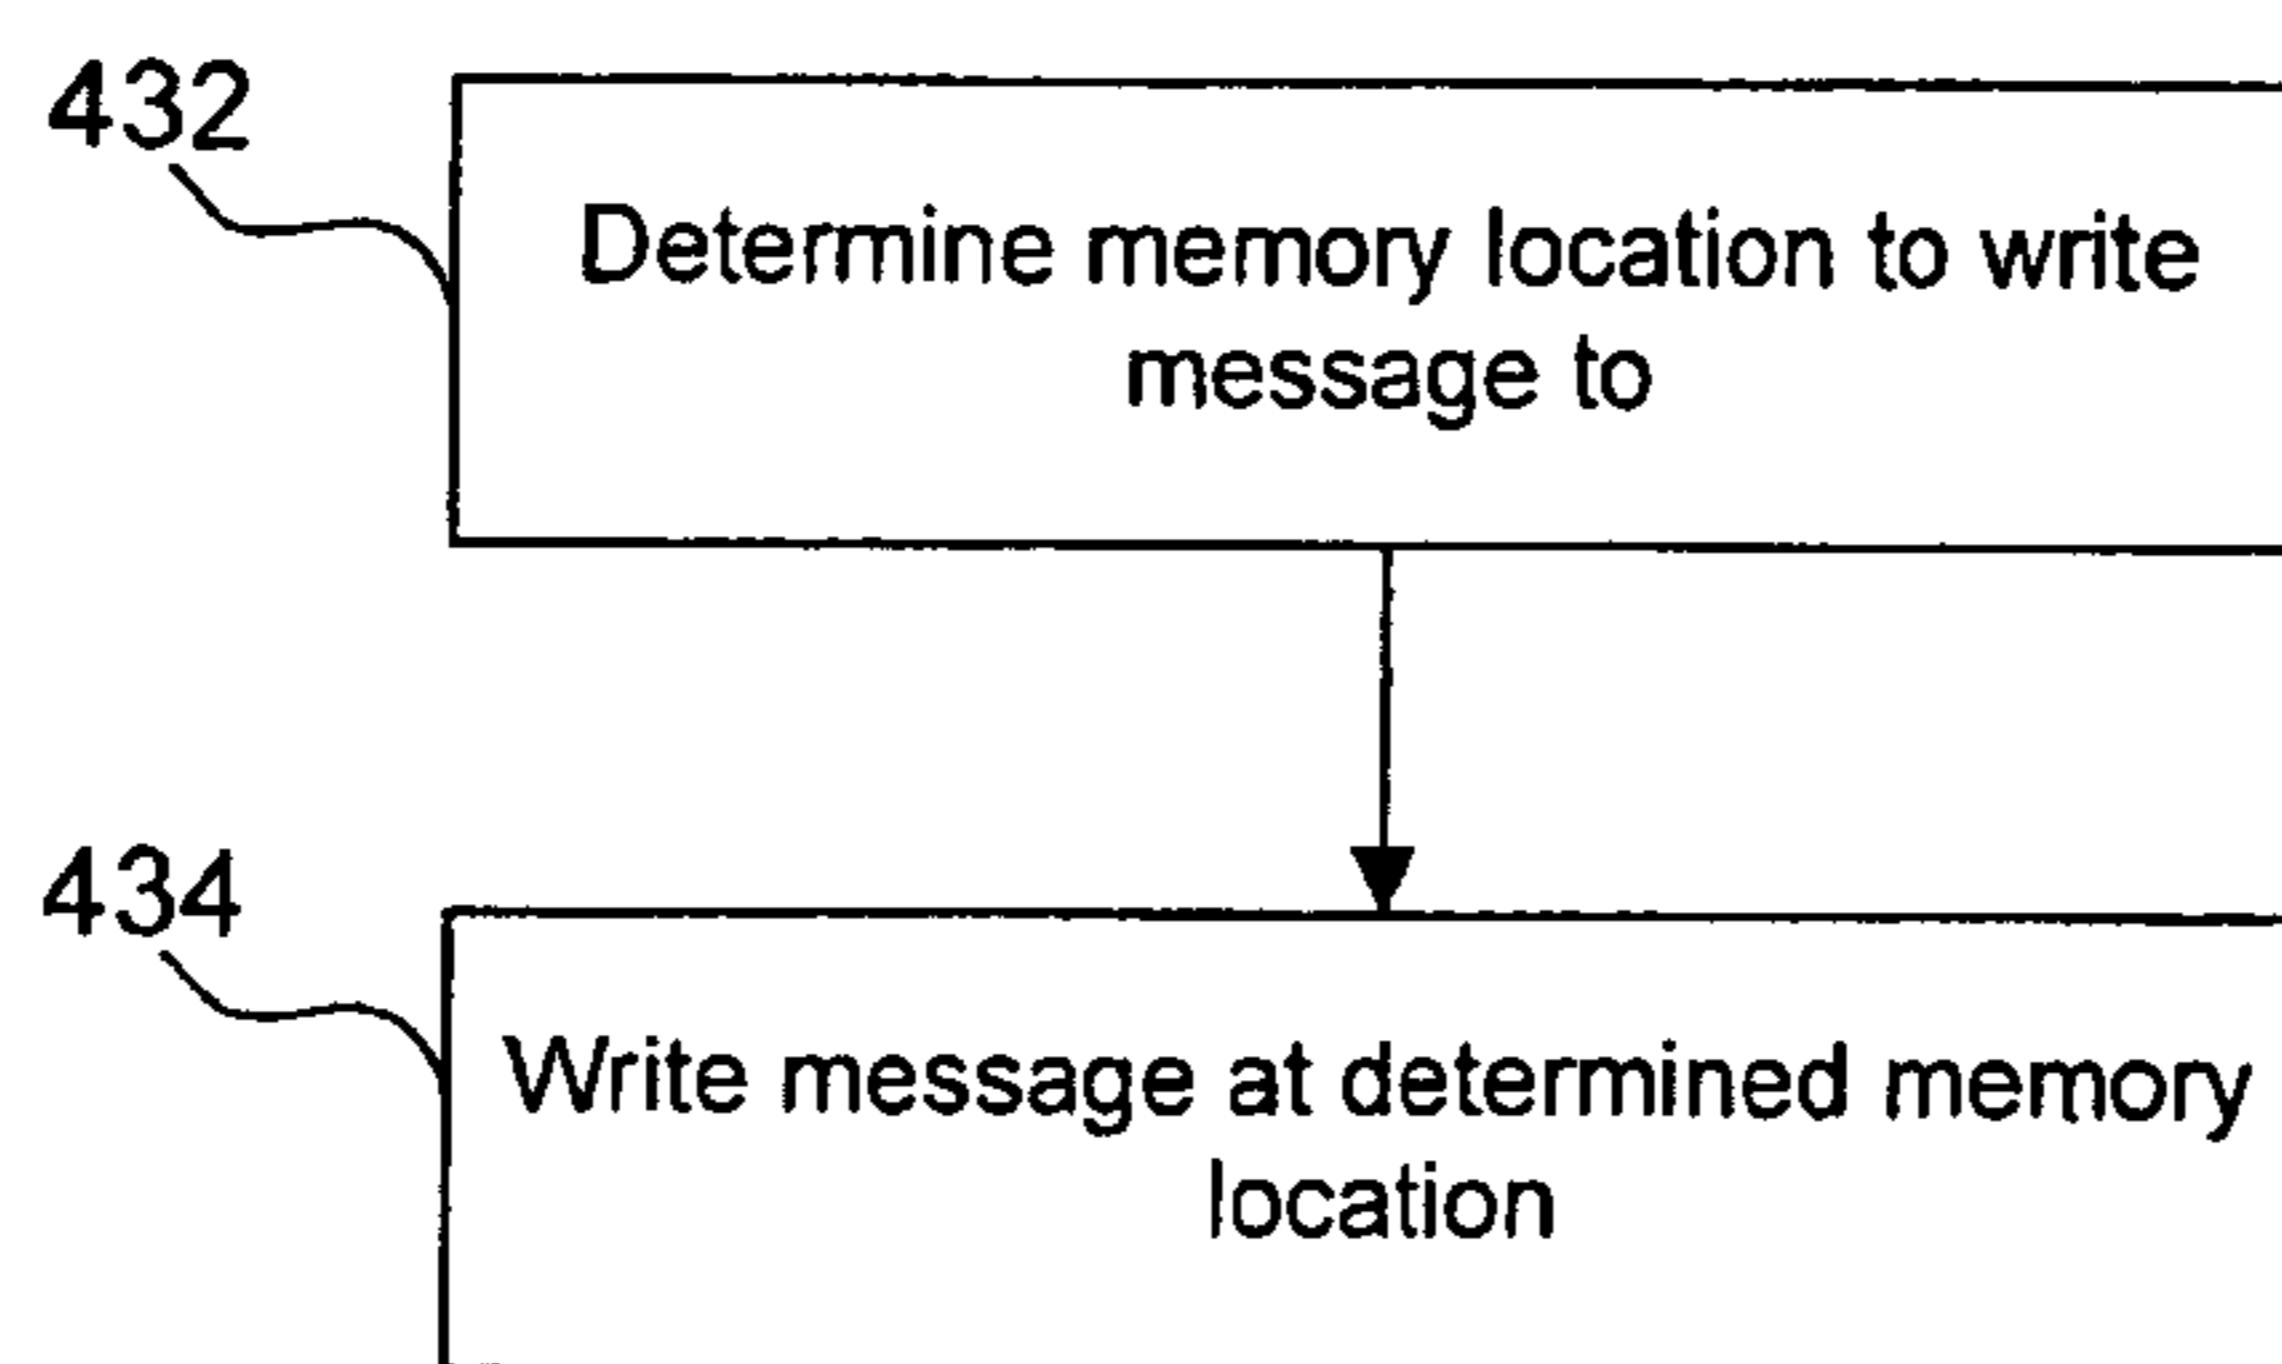 432
Determine memory location to write
message to
434
Write message at determined memory
location